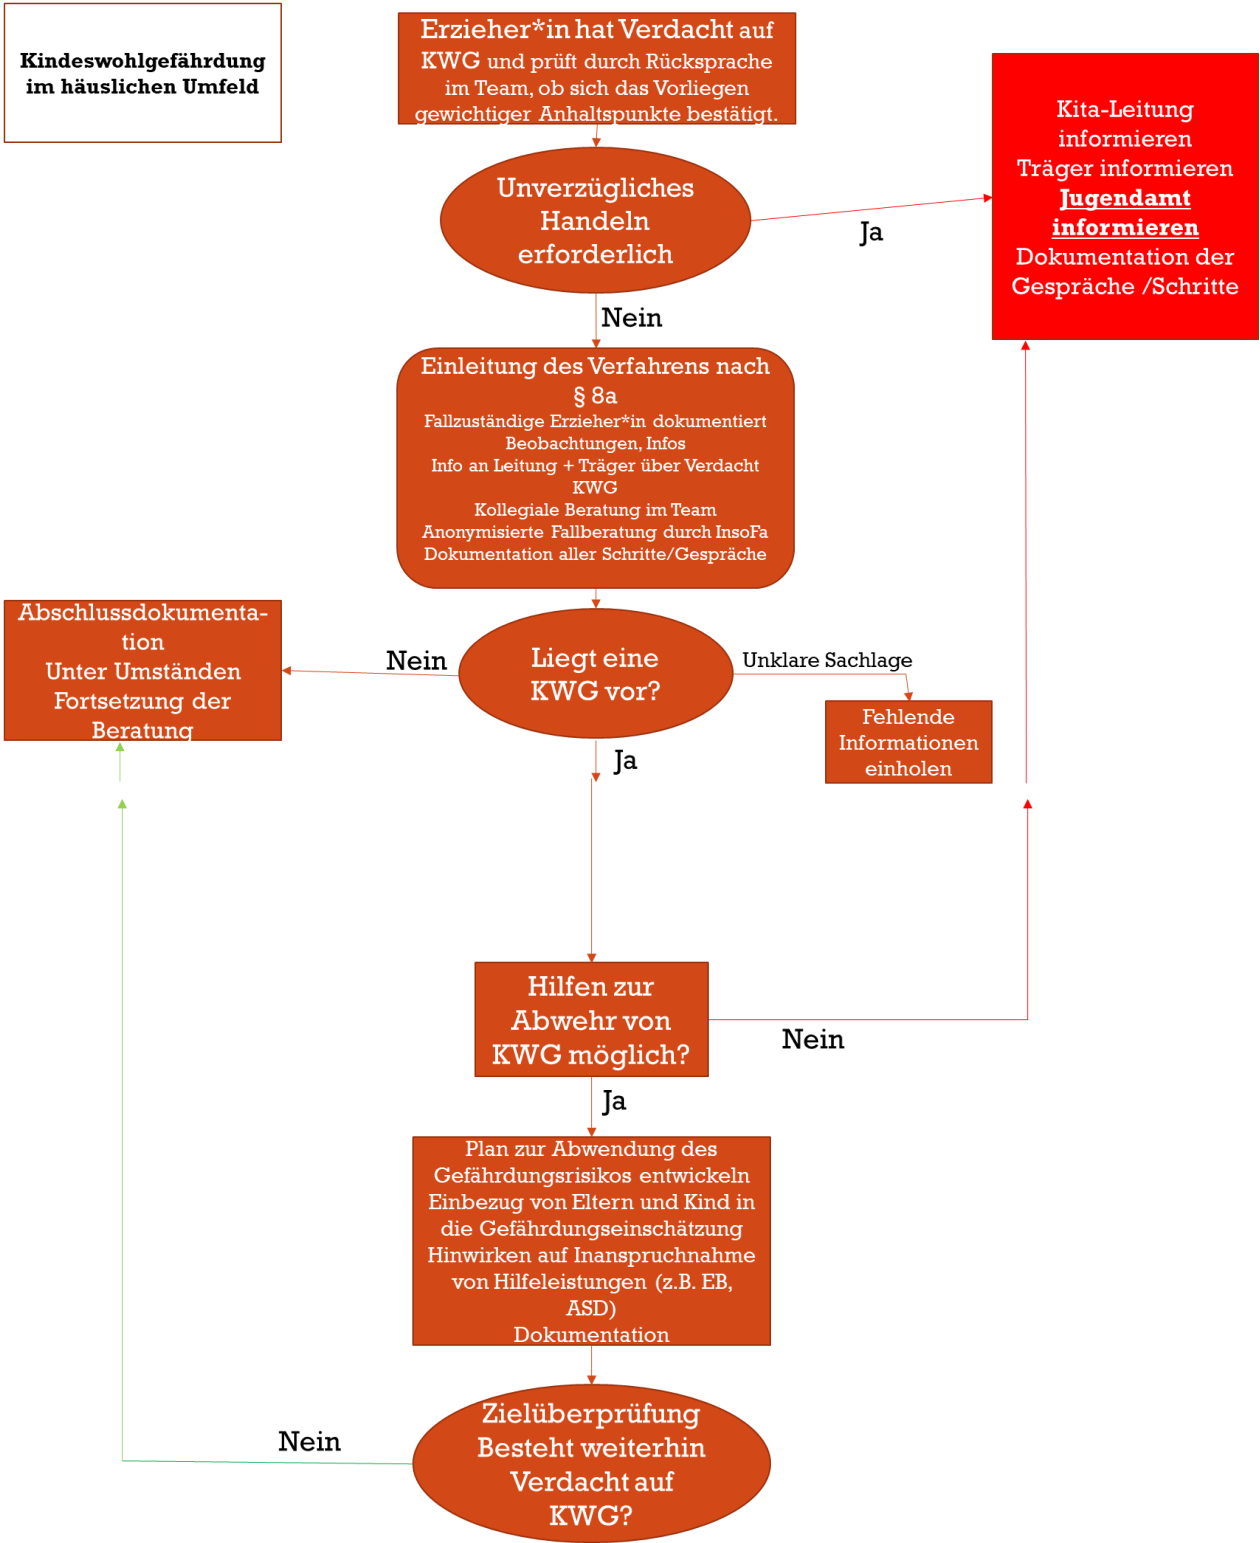 Kindeswohlgefährdung
im häuslichen Umfeld
Erzieher*in hat Verdacht auf
KWG und prüft durch Rücksprache
im Team, ob sich das Vorliegen
gewichtiger Anhaltspunkte bestätigt.
Kita-Leitung
informieren
Träger informieren
Jugendamt
informieren
Dokumentation der
Gespräche /Schritte
Unverzügliches
Handeln
erforderlich
Ja
Nein
Einleitung des Verfahrens nach
§ 8a
Fallzuständige Erzieher*in dokumentiert
Beobachtungen, Infos
Info an Leitung + Träger über Verdacht
KWG
Kollegiale Beratung im Team
Anonymisierte Fallberatung durch InsoFa
Dokumentation aller Schritte/Gespräche
Abschlussdokumenta-
tion
Unter Umständen
Fortsetzung der
Beratung
Nein
Liegt eine
KWG vor?
Unklare Sachlage
Fehlende
Informationen
einholen
Ja
Hilfen zur
Abwehr von
KWG möglich?
Nein
Ja
Plan zur Abwendung des
Gefährdungsrisikos entwickeln
Einbezug von Eltern und Kind in
die Gefährdungseinschätzung
Hinwirken auf Inanspruchnahme
von Hilfeleistungen (z.B. EB,
ASD)
Dokumentation
Nein
Zielüberprüfung
Besteht weiterhin
Verdacht auf
KWG?